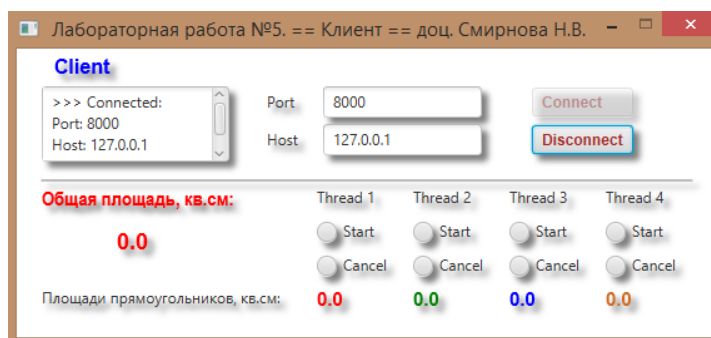 Лабораторная работа №5. == Клиент == доц. Смирнова Н.В.
Client
>>> Connected:
Port: 8000
Host: 127.0.0.1
Port 8000 Connect
Host 127.0.0.1 Disconnect
Общая площадь, кв.см: Thread 1 Thread 2 Thread 3 Thread 4
Start Start Start Start
0.0
Cancel Cancel Cancel Cancel
Площади прямоугольников, кв.см: 0.0 0.0 0.0 0.0